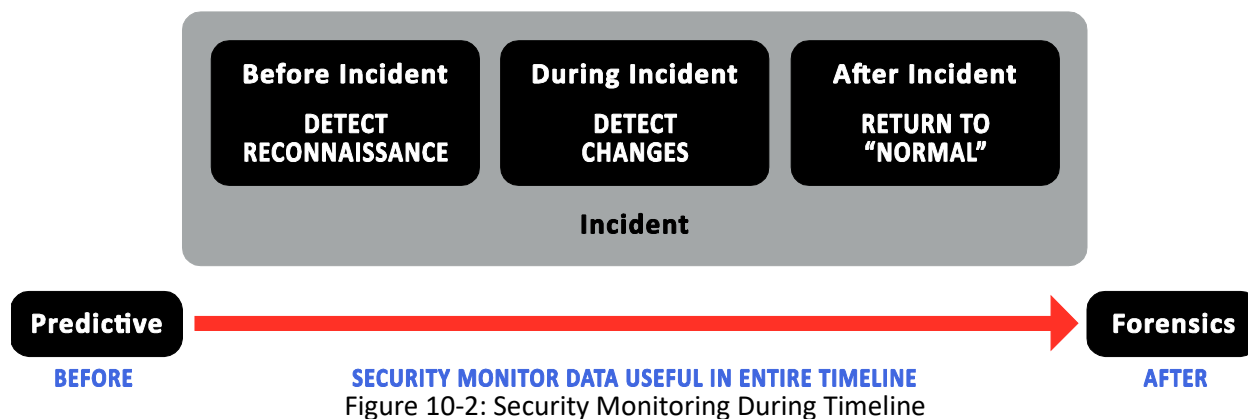 Before Incident
DETECT
RECONNAISSANCE
During Incident
DETECT
CHANGES
After Incident
RETURN TO
“NORMAL”
Incident
Predictive
Forensics
BEFORE
SECURITY MONITOR DATA USEFUL IN ENTIRE TIMELINE
AFTER
Figure 10-2: Security Monitoring During Timeline